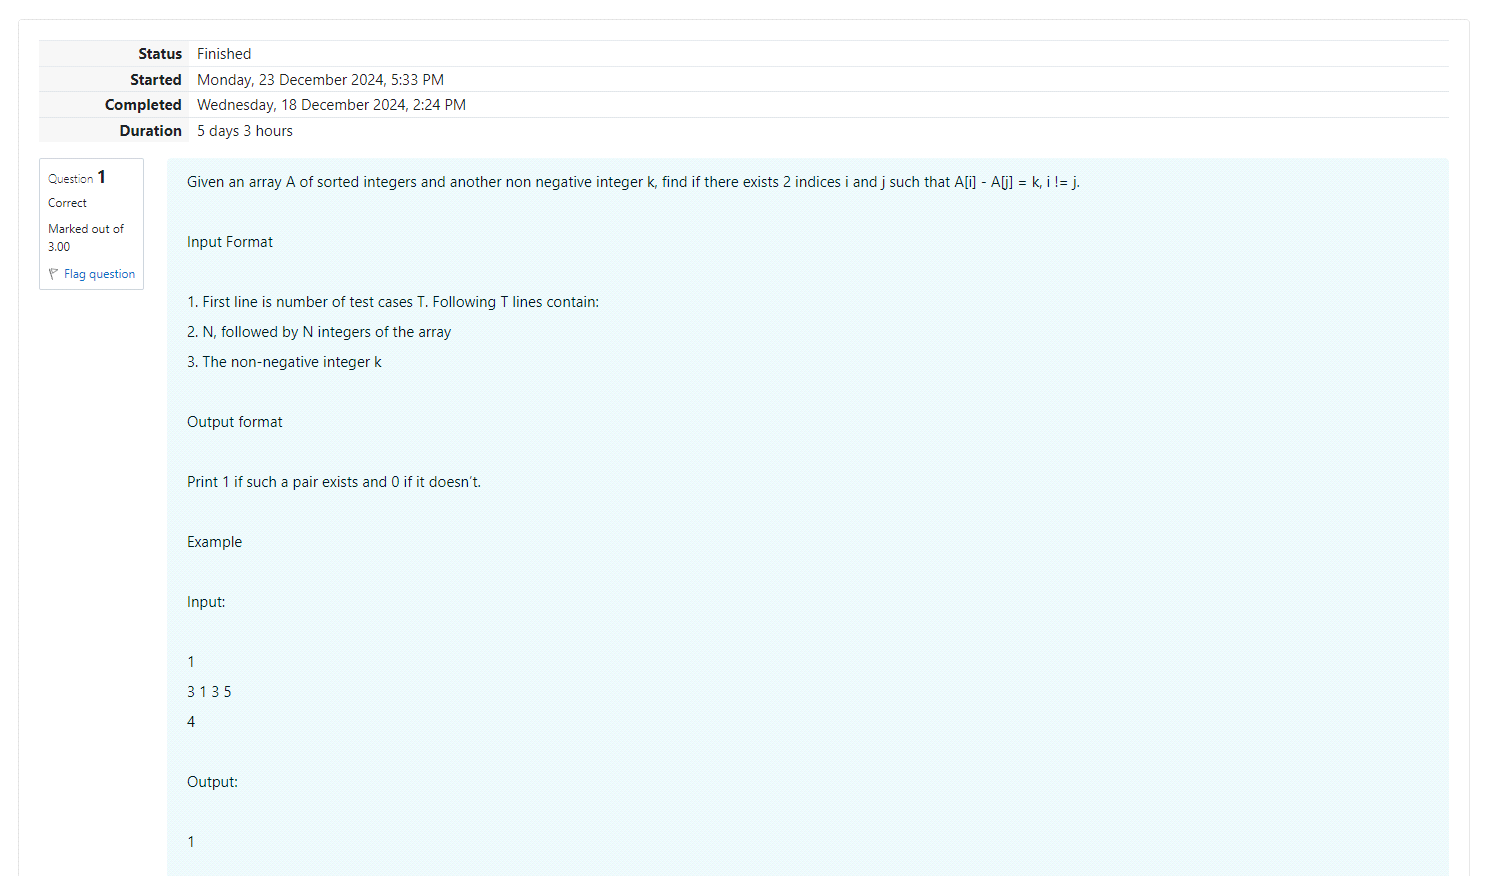 Status Finished
Started Monday, 23 December 2024, 5:33 PM
Completed Wednesday, 18 December 2024, 2:24 PM
Duration 5 days 3 hours
Question 1
Correct
Marked out of
3.00
Flag question
Given an array A of sorted integers and another non negative integer k, find if there exists 2 indices i and j such that A[i] - A[j] = k, i != j.
Input Format
1. First line is number of test cases T. Following T lines contain:
2. N, followed by N integers of the array
3. The non-negative integer k
Output format
Print 1 if such a pair exists and 0 if it doesn’t.
Example
Input:
1
3 1 3 5
4
Output:
1